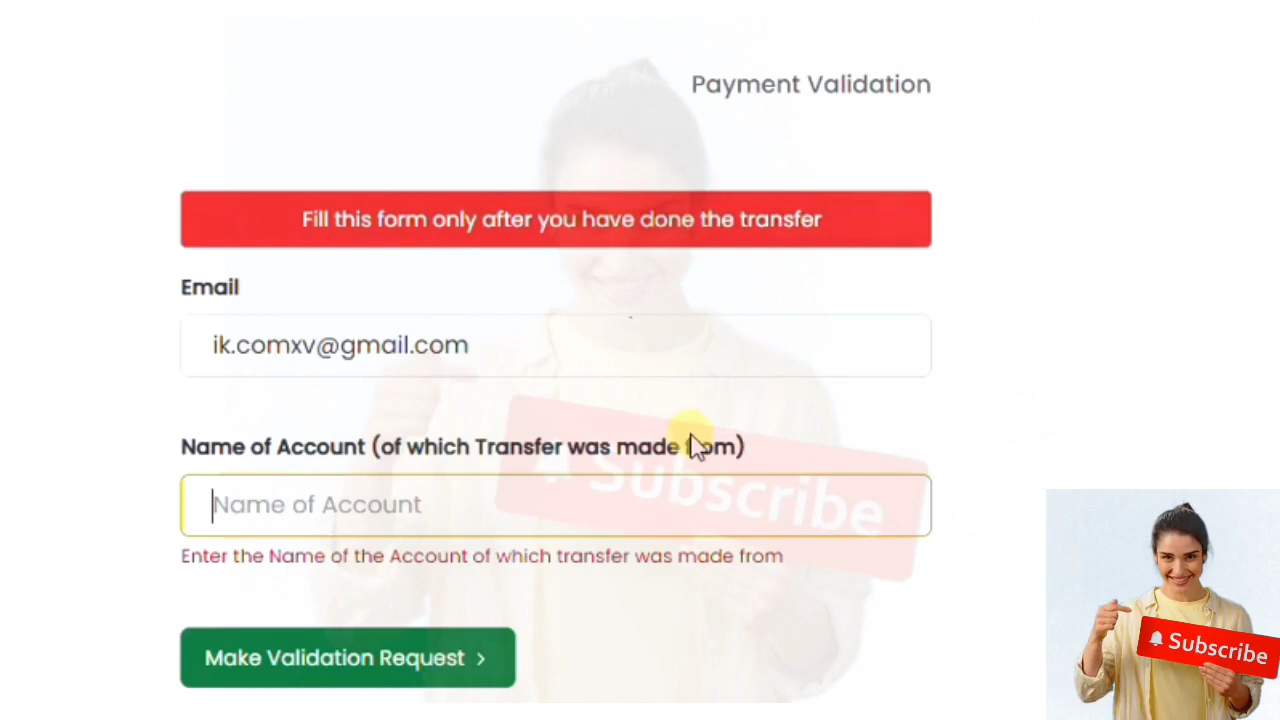 Payment Validation
Fill this form only after you have done the transfer
Email
ik.comxv@gmail.com
Name of Account (of which Transfer was made from)
Name of Account
Subscribe
Enter the Name of the Account of which transfer was made from
Make Validation Request >
Subscribe